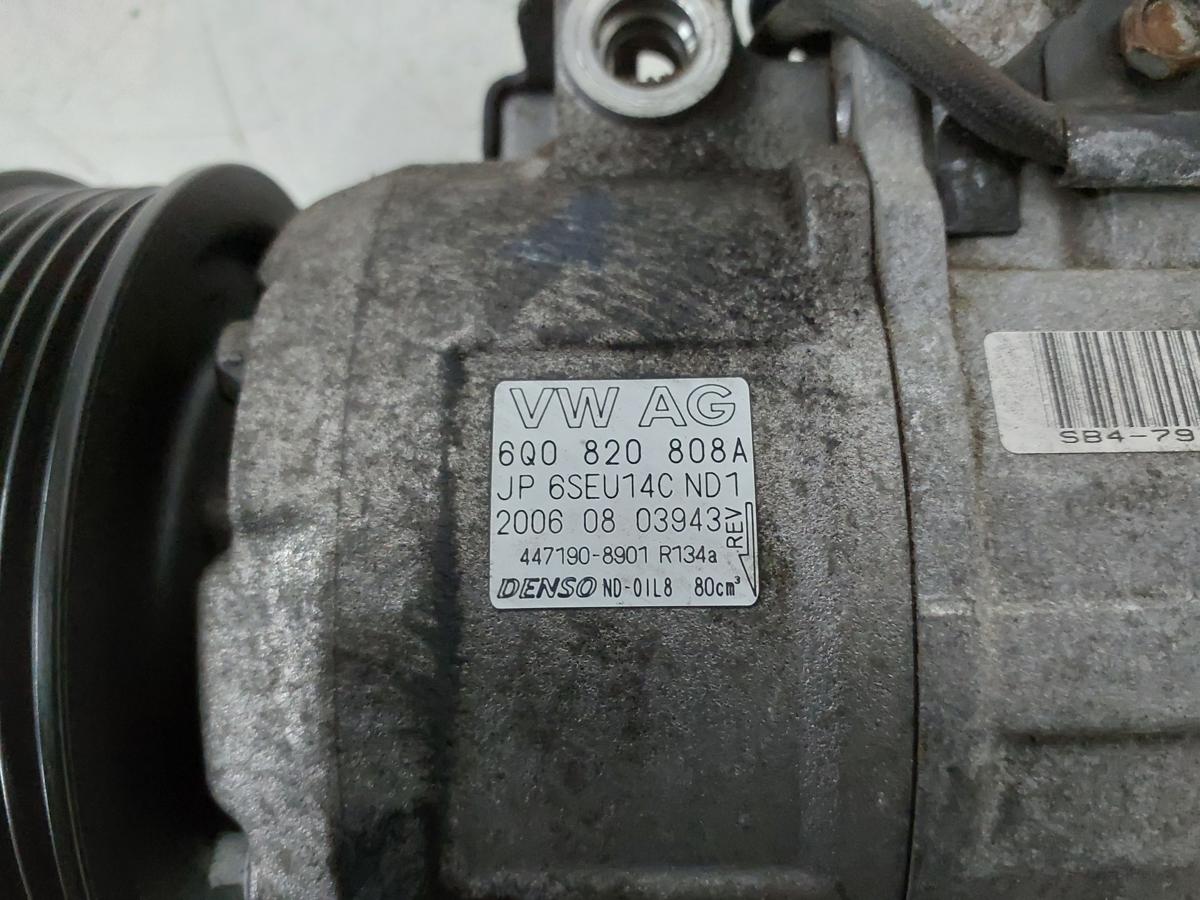 VW AG
6Q0 820 808A
JP 6SEU14C ND1
2006 08 03943
REV
447190-8901 R134a
DENSO ND-OIL8 80cm³
SB4-79